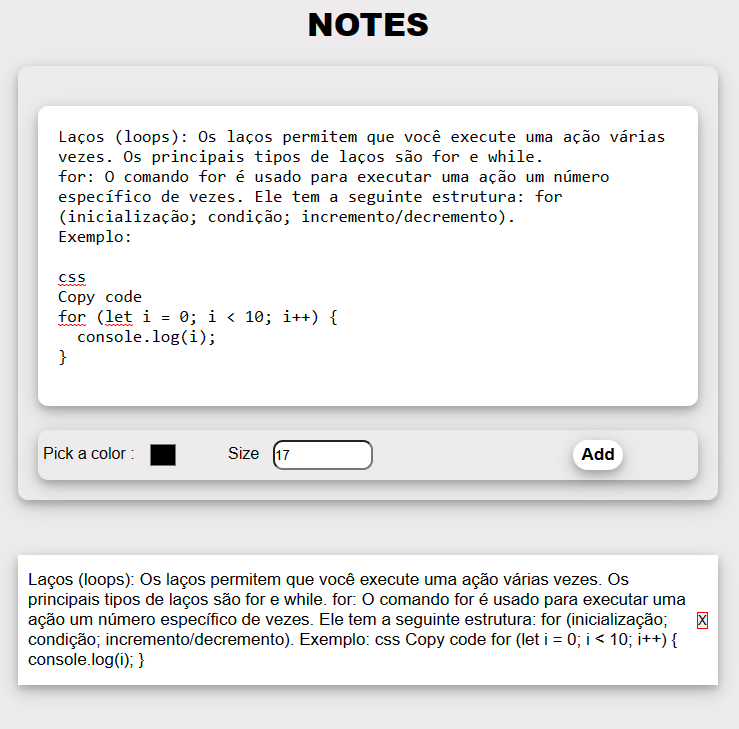 NOTES
Laços (loops): Os laços permitem que você execute uma ação várias
vezes. Os principais tipos de laços são for e while.
for: O comando for é usado para executar uma ação um número
específico de vezes. Ele tem a seguinte estrutura: for
(inicialização; condição; incremento/decremento).
Exemplo:
css
Copy code
for (let i = 0; i < 10; i++) {
  console.log(i);
}
Pick a color : Size 17 Add
Laços (loops): Os laços permitem que você execute uma ação várias vezes. Os
principais tipos de laços são for e while. for: O comando for é usado para executar uma
ação um número específico de vezes. Ele tem a seguinte estrutura: for (inicialização;
X
condição; incremento/decremento). Exemplo: css Copy code for (let i = 0; i < 10; i++) {
console.log(i); }